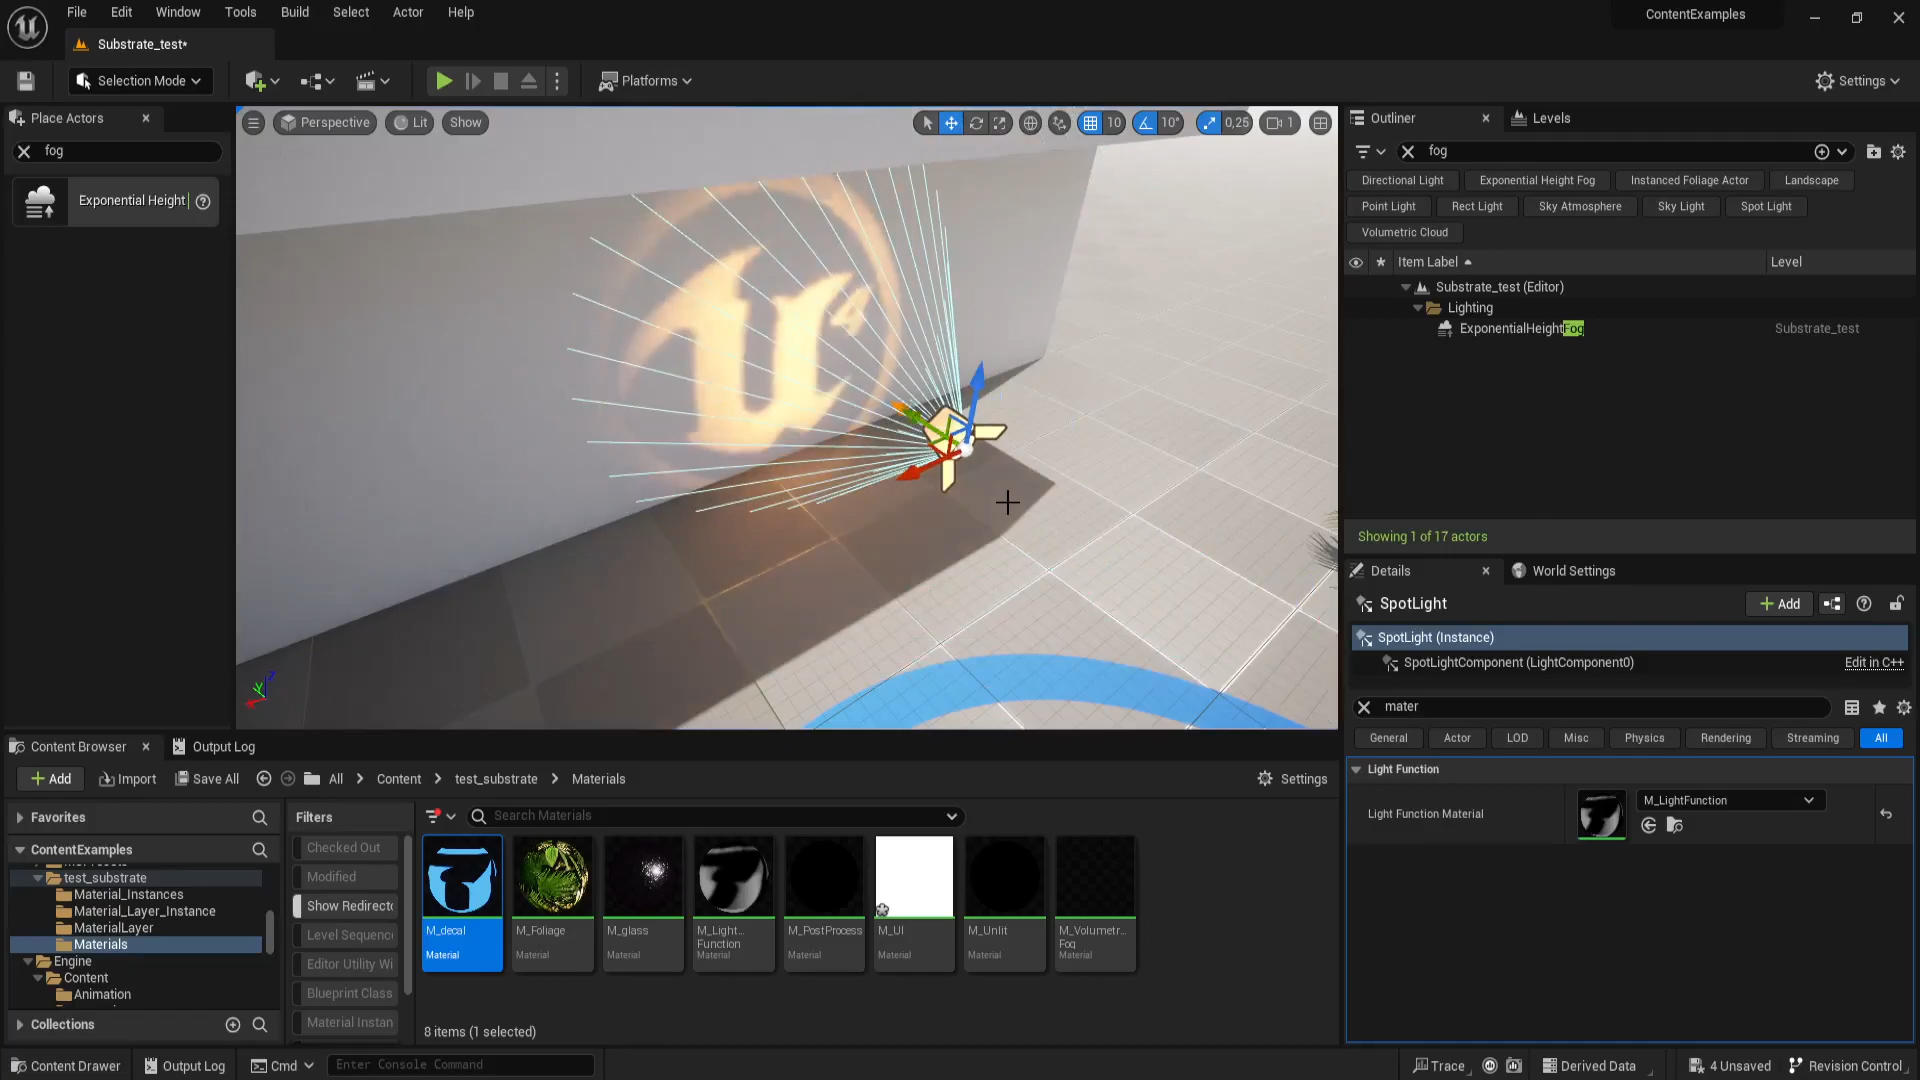 File Edit Window Tools Build Select Actor Help
ContentExamples
Substrate_test*
Selection Mode
Platforms
Settings
Place Actors
fog
Exponential Height
Perspective
Lit
Show
10
10°
0,25
1
Outliner
Levels
fog
Directional Light
Exponential Height Fog
Instanced Foliage Actor
Landscape
Point Light
Rect Light
Sky Atmosphere
Sky Light
Spot Light
Volumetric Cloud
Item Label
Level
Substrate_test (Editor)
Lighting
ExponentialHeightFog
Substrate_test
Showing 1 of 17 actors
Details
World Settings
SpotLight
Add
SpotLight (Instance)
SpotLightComponent (LightComponent0)
Edit in C++
mater
General
Actor
LOD
Misc
Physics
Rendering
Streaming
All
Light Function
Light Function Material
M_LightFunction
Content Browser
Output Log
Add
Import
Save All
All
Content
test_substrate
Materials
Settings
Favorites
ContentExamples
test_substrate
Material_Instances
Material_Layer_Instance
MaterialLayer
Materials
Engine
Content
Animation
Collections
Filters
Checked Out
Modified
Show Redirecto
Level Sequenc
Editor Utility Wi
Blueprint Class
Material Instan
Search Materials
M_decal
Material
M_Foliage
Material
M_glass
Material
M_Light...
Function
Material
M_PostProcess
Material
M_UI
Material
M_Unlit
Material
M_Volumetr...
Fog
Material
8 items (1 selected)
Content Drawer
Output Log
Cmd
Enter Console Command
Trace
Derived Data
4 Unsaved
Revision Control